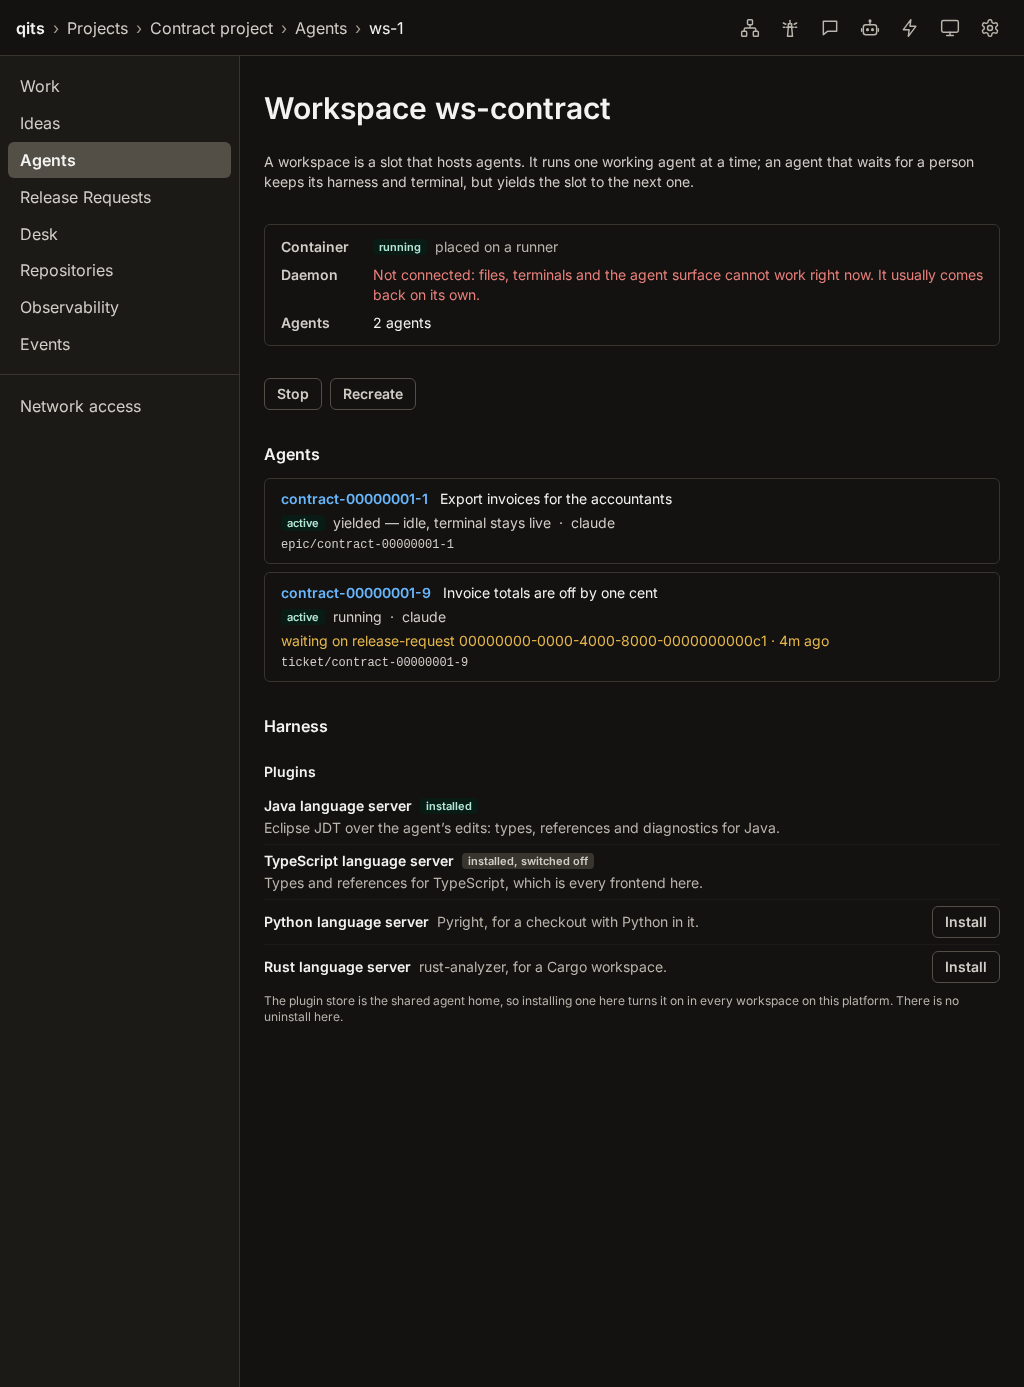 qits › Projects › Contract project › Agents › ws-1
Work
Ideas
Agents
Release Requests
Desk
Repositories
Observability
Events
Network access
Workspace ws-contract
A workspace is a slot that hosts agents. It runs one working agent at a time; an agent that waits for a person
keeps its harness and terminal, but yields the slot to the next one.
Container running placed on a runner
Daemon Not connected: files, terminals and the agent surface cannot work right now. It usually comes
back on its own.
Agents 2 agents
Stop Recreate
Agents
contract-00000001-1 Export invoices for the accountants
active yielded — idle, terminal stays live · claude
epic/contract-00000001-1
contract-00000001-9 Invoice totals are off by one cent
active running · claude
waiting on release-request 00000000-0000-4000-8000-0000000000c1 · 4m ago
ticket/contract-00000001-9
Harness
Plugins
Java language server installed
Eclipse JDT over the agent’s edits: types, references and diagnostics for Java.
TypeScript language server installed, switched off
Types and references for TypeScript, which is every frontend here.
Python language server Pyright, for a checkout with Python in it. Install
Rust language server rust-analyzer, for a Cargo workspace. Install
The plugin store is the shared agent home, so installing one here turns it on in every workspace on this platform. There is no
uninstall here.